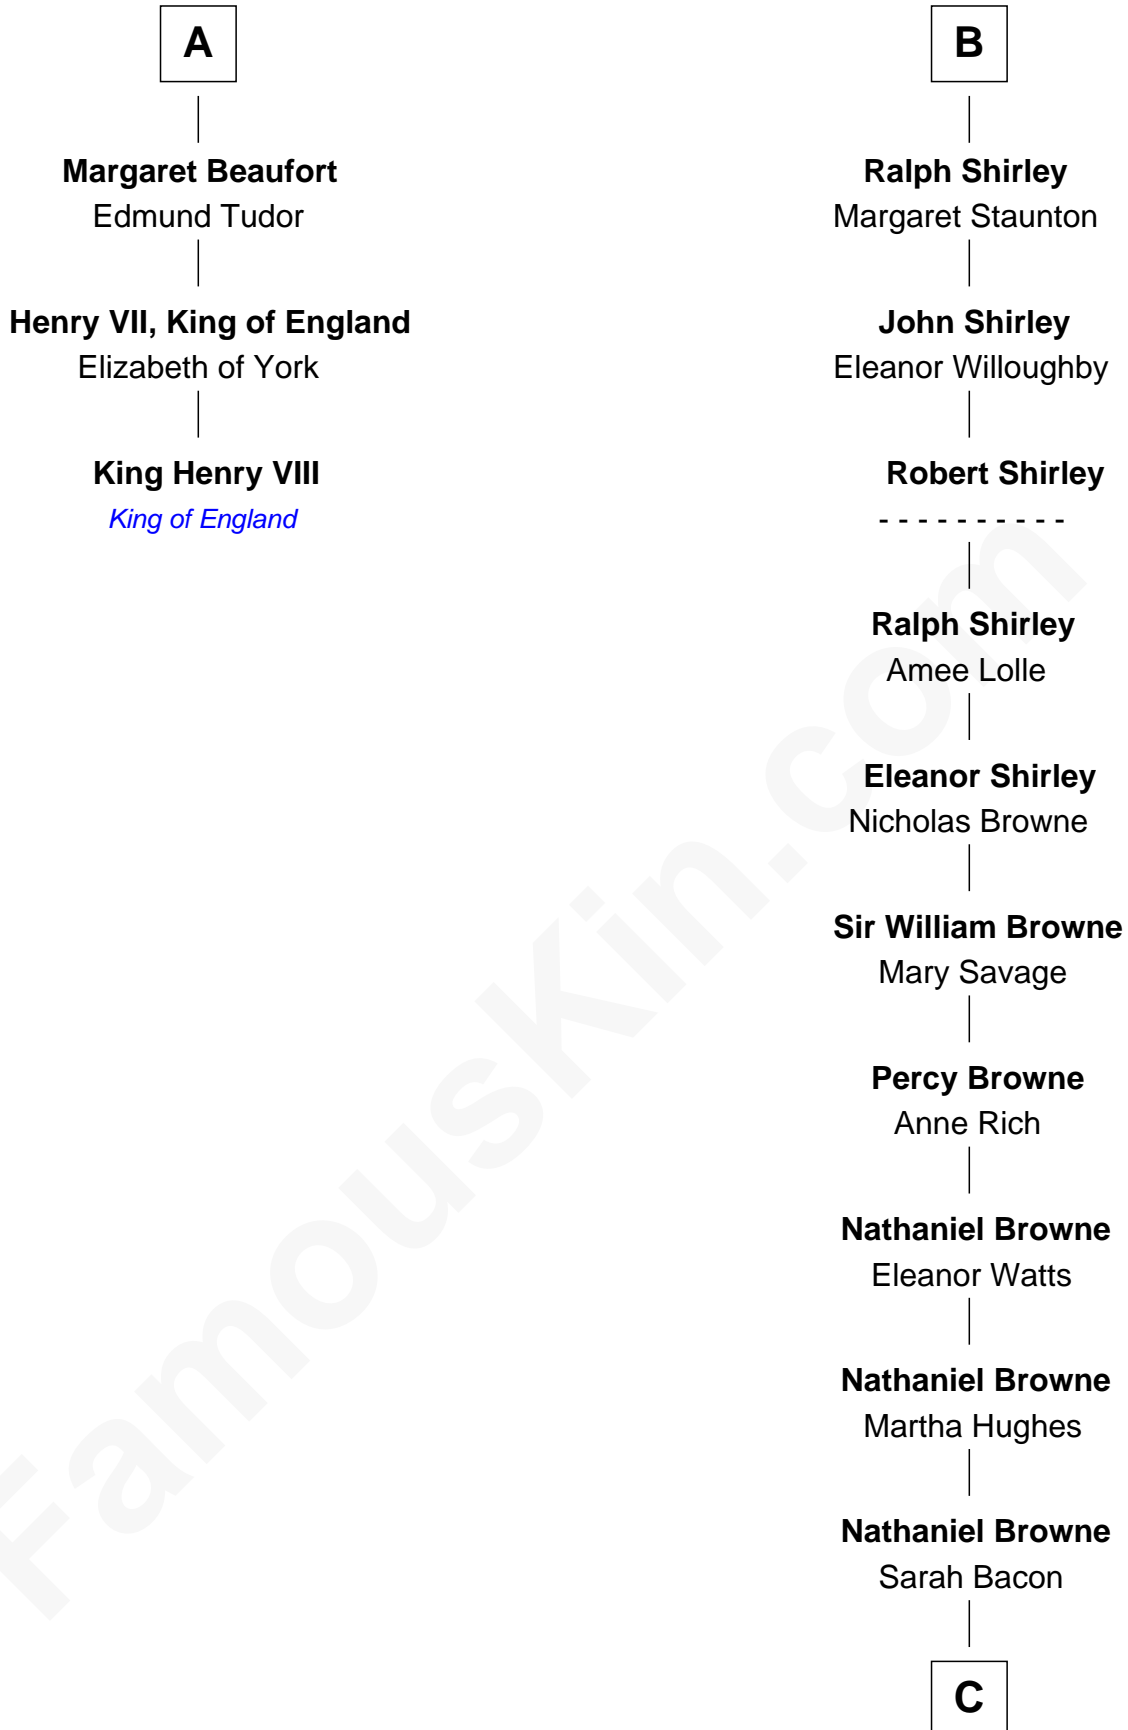 A
Margaret Beaufort
Edmund Tudor
Henry VII, King of England
Elizabeth of York
King Henry VIII
King of England
B
Ralph Shirley
Margaret Staunton
John Shirley
Eleanor Willoughby
Robert Shirley
- - - - - - - - - -
Ralph Shirley
Amee Lolle
Eleanor Shirley
Nicholas Browne
Sir William Browne
Mary Savage
Percy Browne
Anne Rich
Nathaniel Browne
Eleanor Watts
Nathaniel Browne
Martha Hughes
Nathaniel Browne
Sarah Bacon
C
FamousKin.com